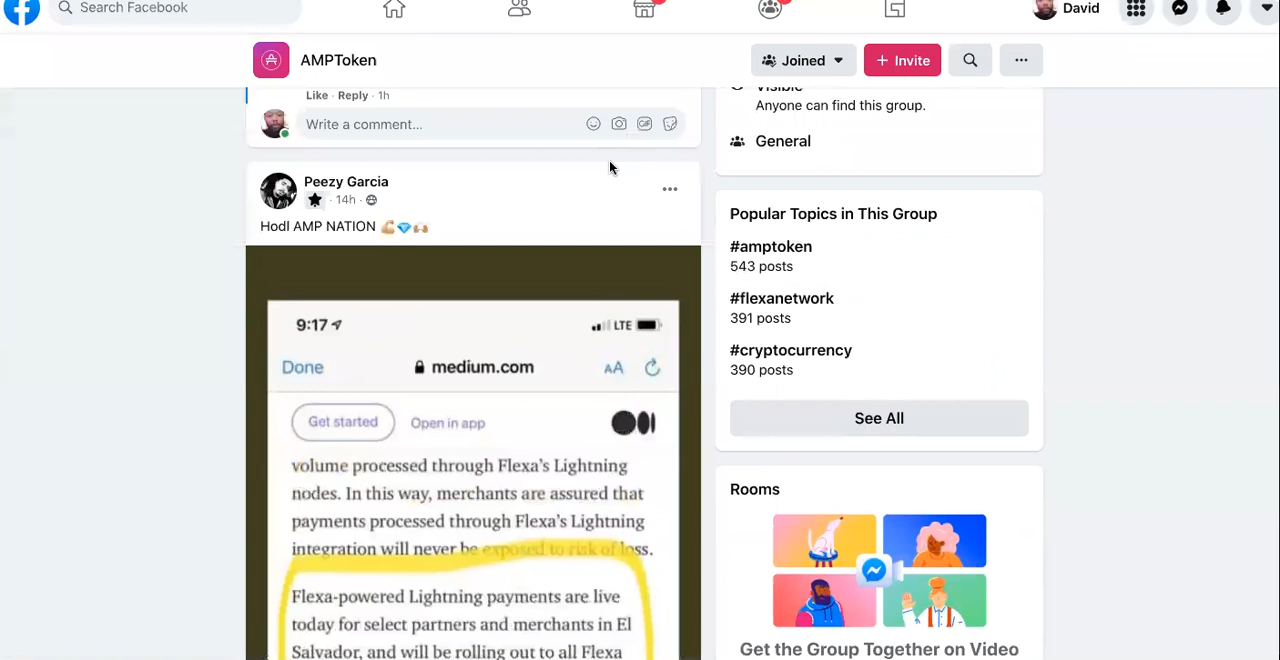 Search Facebook
David
AMPToken
Joined
+ Invite
Like · Reply · 1h
Write a comment...
GIF
Visible
Anyone can find this group.
General
Peezy Garcia
· 14h ·
Hodl AMP NATION 💪🏼💎🙌🏼
9:17
LTE
Done
medium.com
AA
Get started
Open in app
volume processed through Flexa's Lightning
nodes. In this way, merchants are assured that
payments processed through Flexa's Lightning
integration will never be exposed to risk of loss.
Flexa-powered Lightning payments are live
today for select partners and merchants in El
Salvador, and will be rolling out to all Flexa
Popular Topics in This Group
#amptoken
543 posts
#flexanetwork
391 posts
#cryptocurrency
390 posts
See All
Rooms
Get the Group Together on Video